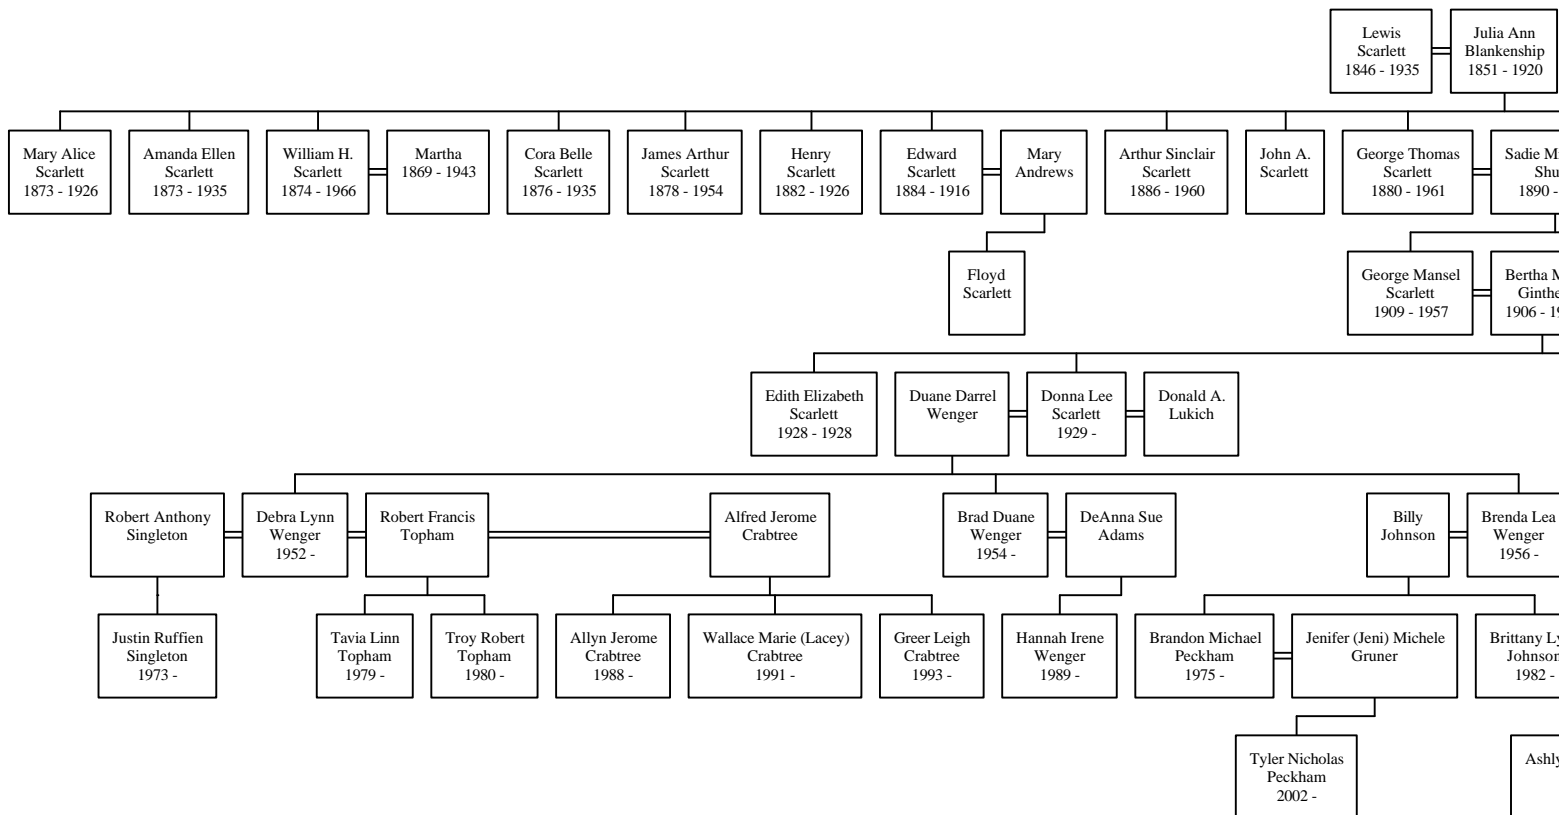 Lewis
Scarlett
1846 - 1935
Julia Ann
Blankenship
1851 - 1920
Mary Alice
Scarlett
1873 - 1926
Amanda Ellen
Scarlett
1873 - 1935
William H.
Scarlett
1874 - 1966
Martha
1869 - 1943
Cora Belle
Scarlett
1876 - 1935
James Arthur
Scarlett
1878 - 1954
Henry
Scarlett
1882 - 1926
Edward
Scarlett
1884 - 1916
Mary
Andrews
Arthur Sinclair
Scarlett
1886 - 1960
John A.
Scarlett
George Thomas
Scarlett
1880 - 1961
Sadie
1890 -
Floyd
Scarlett
George Mansel
Scarlett
1909 - 1957
Bertha
1906 -
Edith Elizabeth
Scarlett
1928 - 1928
Duane Darrel
Wenger
Donna Lee
Scarlett
1929 -
Donald A.
Lukich
Robert Anthony
Singleton
Debra Lynn
Wenger
1952 -
Robert Francis
Topham
Alfred Jerome
Crabtree
Brad Duane
Wenger
1954 -
DeAnna Sue
Adams
Billy
Johnson
Brenda Lea
Wenger
1956 -
Justin Ruffien
Singleton
1973 -
Tavia Linn
Topham
1979 -
Troy Robert
Topham
1980 -
Allyn Jerome
Crabtree
1988 -
Wallace Marie (Lacey)
Crabtree
1991 -
Greer Leigh
Crabtree
1993 -
Hannah Irene
Wenger
1989 -
Brandon Michael
Peckham
1975 -
Jenifer (Jeni) Michele
Gruner
Brittany
Johnson
1982 -
Tyler Nicholas
Peckham
2002 -